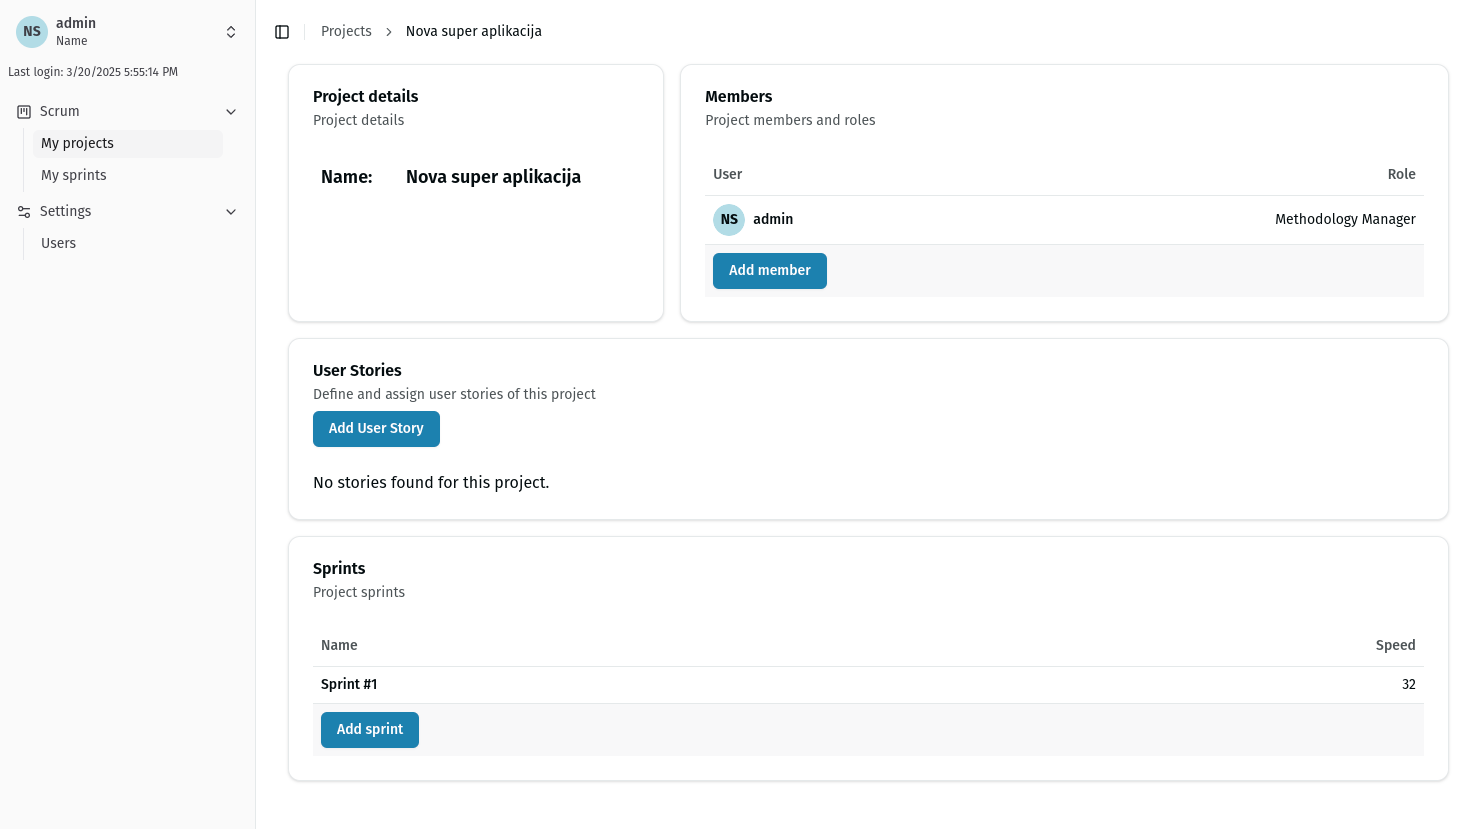 NS
admin
Name
Last login: 3/20/2025 5:55:14 PM
Scrum
My projects
My sprints
Settings
Users
Projects > Nova super aplikacija
Project details
Project details
Name: Nova super aplikacija
Members
Project members and roles
User Role
NS admin Methodology Manager
Add member
User Stories
Define and assign user stories of this project
Add User Story
No stories found for this project.
Sprints
Project sprints
Name Speed
Sprint #1 32
Add sprint